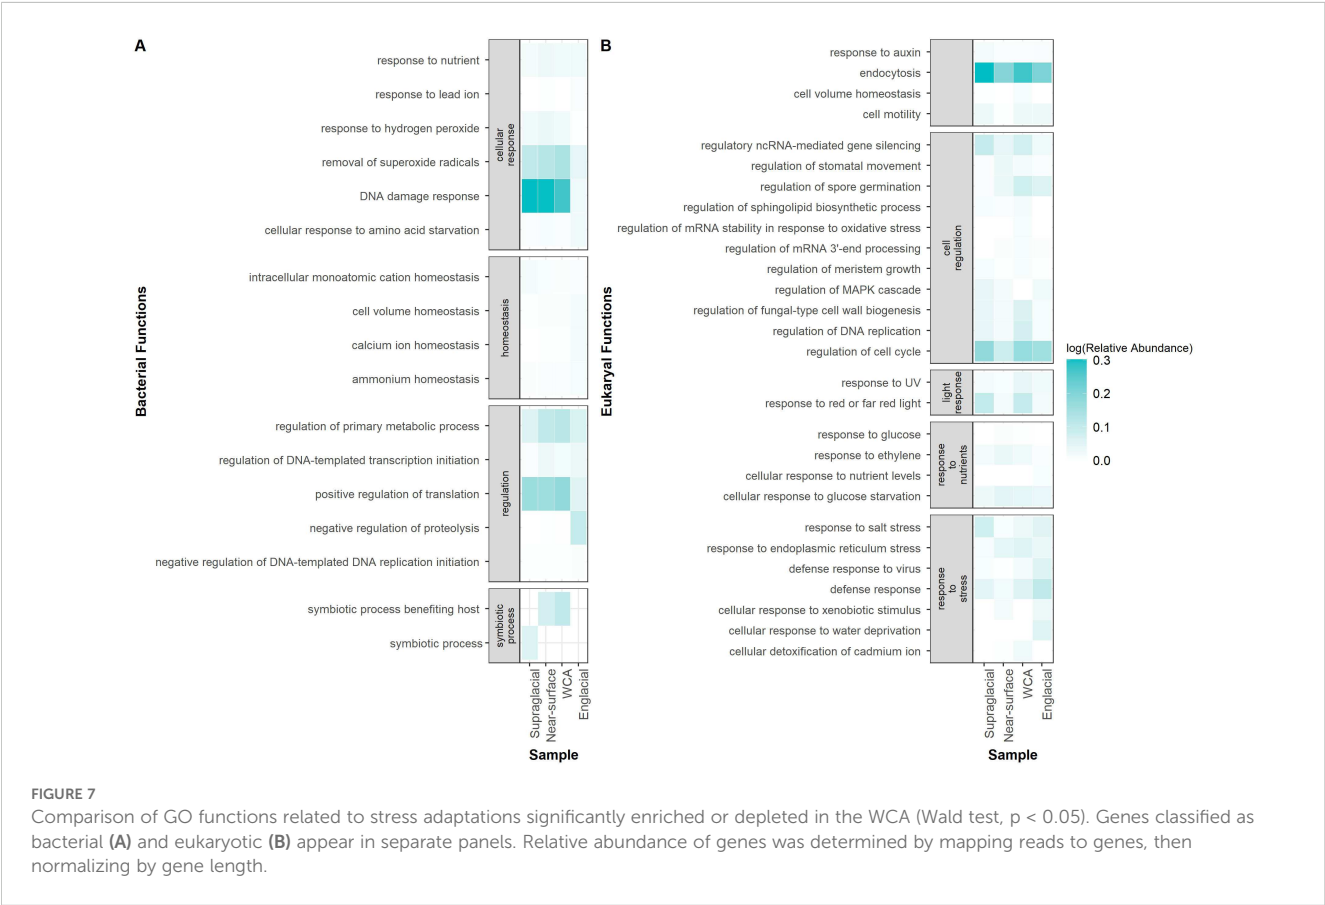 A
Bacterial Functions
response to nutrient
response to lead ion
response to hydrogen peroxide
removal of superoxide radicals
DNA damage response
cellular response to amino acid starvation
cellular
response
intracellular monoatomic cation homeostasis
cell volume homeostasis
calcium ion homeostasis
ammonium homeostasis
homeostasis
regulation of primary metabolic process
regulation of DNA-templated transcription initiation
positive regulation of translation
negative regulation of proteolysis
negative regulation of DNA-templated DNA replication initiation
regulation
symbiotic process benefiting host
symbiotic process
symbiotic
process
Supraglacial
Near-surface
WCA
Englacial
Sample
B
Eukaryal Functions
response to auxin
endocytosis
cell volume homeostasis
cell motility
regulatory ncRNA-mediated gene silencing
regulation of stomatal movement
regulation of spore germination
regulation of sphingolipid biosynthetic process
regulation of mRNA stability in response to oxidative stress
regulation of mRNA 3'-end processing
regulation of meristem growth
regulation of MAPK cascade
regulation of fungal-type cell wall biogenesis
regulation of DNA replication
regulation of cell cycle
cell
regulation
response to UV
response to red or far red light
light
response
response to glucose
response to ethylene
cellular response to nutrient levels
cellular response to glucose starvation
response
to
nutrients
response to salt stress
response to endoplasmic reticulum stress
defense response to virus
defense response
cellular response to xenobiotic stimulus
cellular response to water deprivation
cellular detoxification of cadmium ion
response
to
stress
Supraglacial
Near-surface
WCA
Englacial
Sample
log(Relative Abundance)
0.3
0.2
0.1
0.0
FIGURE 7
Comparison of GO functions related to stress adaptations significantly enriched or depleted in the WCA (Wald test, p < 0.05). Genes classified as
bacterial (A) and eukaryotic (B) appear in separate panels. Relative abundance of genes was determined by mapping reads to genes, then
normalizing by gene length.